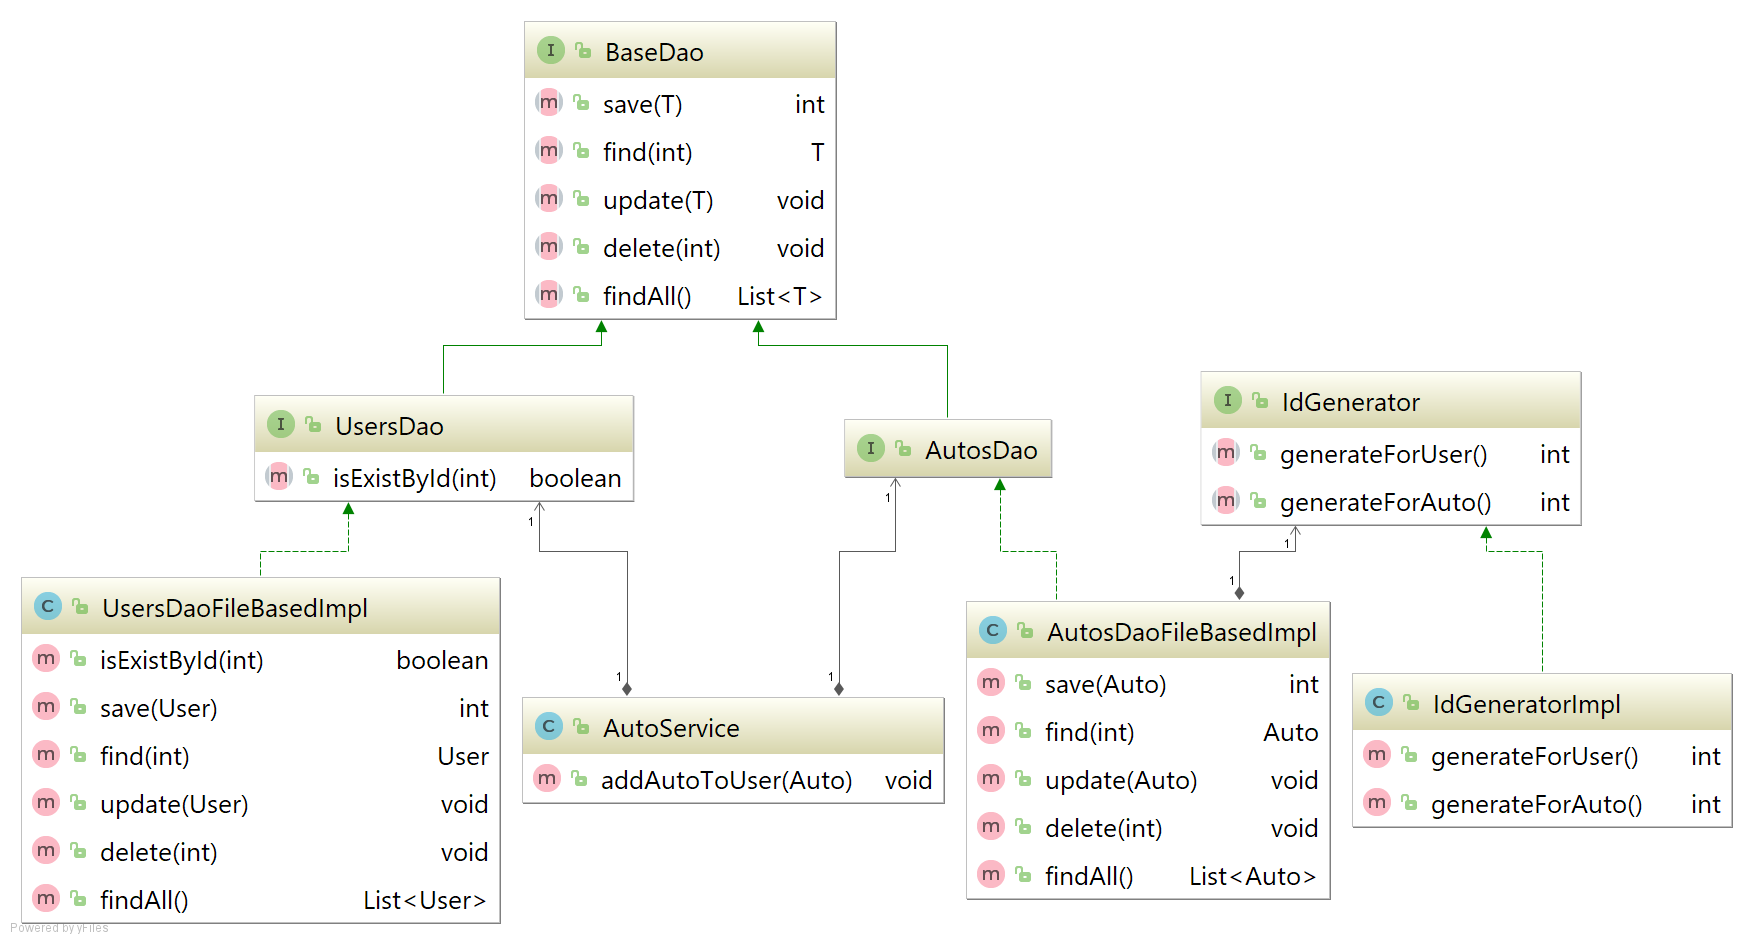 I BaseDao
m save(T) int
m find(int) T
m update(T) void
m delete(int) void
m findAll() List<T>
I UsersDao
m isExistById(int) boolean
I AutosDao
I IdGenerator
m generateForUser() int
m generateForAuto() int
1
1
1
1
1
1
C UsersDaoFileBasedImpl
m isExistById(int) boolean
m save(User) int
m find(int) User
m update(User) void
m delete(int) void
m findAll() List<User>
C AutoService
m addAutoToUser(Auto) void
C AutosDaoFileBasedImpl
m save(Auto) int
m find(int) Auto
m update(Auto) void
m delete(int) void
m findAll() List<Auto>
C IdGeneratorImpl
m generateForUser() int
m generateForAuto() int
Powered by yFiles